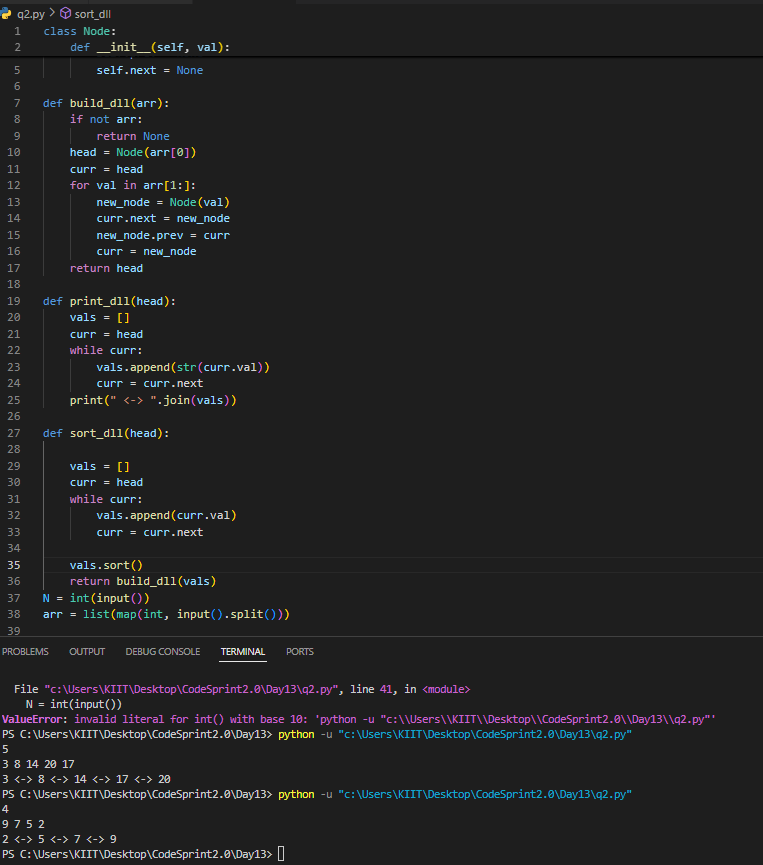 q2.py > sort_dll
1 class Node:
2     def __init__(self, val):
5         self.next = None
6
7 def build_dll(arr):
8     if not arr:
9         return None
10     head = Node(arr[0])
11     curr = head
12     for val in arr[1:]:
13         new_node = Node(val)
14         curr.next = new_node
15         new_node.prev = curr
16         curr = new_node
17     return head
18
19 def print_dll(head):
20     vals = []
21     curr = head
22     while curr:
23         vals.append(str(curr.val))
24         curr = curr.next
25     print(" <-> ".join(vals))
26
27 def sort_dll(head):
28
29     vals = []
30     curr = head
31     while curr:
32         vals.append(curr.val)
33         curr = curr.next
34
35     vals.sort()
36     return build_dll(vals)
37 N = int(input())
38 arr = list(map(int, input().split()))
39
PROBLEMS OUTPUT DEBUG CONSOLE TERMINAL PORTS
File "c:\Users\KIIT\Desktop\CodeSprint2.0\Day13\q2.py", line 41, in <module>
N = int(input())
ValueError: invalid literal for int() with base 10: 'python -u "c:\\Users\\KIIT\\Desktop\\CodeSprint2.0\\Day13\\q2.py"'
PS C:\Users\KIIT\Desktop\CodeSprint2.0\Day13> python -u "c:\Users\KIIT\Desktop\CodeSprint2.0\Day13\q2.py"
5
3 8 14 20 17
3 <-> 8 <-> 14 <-> 17 <-> 20
PS C:\Users\KIIT\Desktop\CodeSprint2.0\Day13> python -u "c:\Users\KIIT\Desktop\CodeSprint2.0\Day13\q2.py"
4
9 7 5 2
2 <-> 5 <-> 7 <-> 9
PS C:\Users\KIIT\Desktop\CodeSprint2.0\Day13>